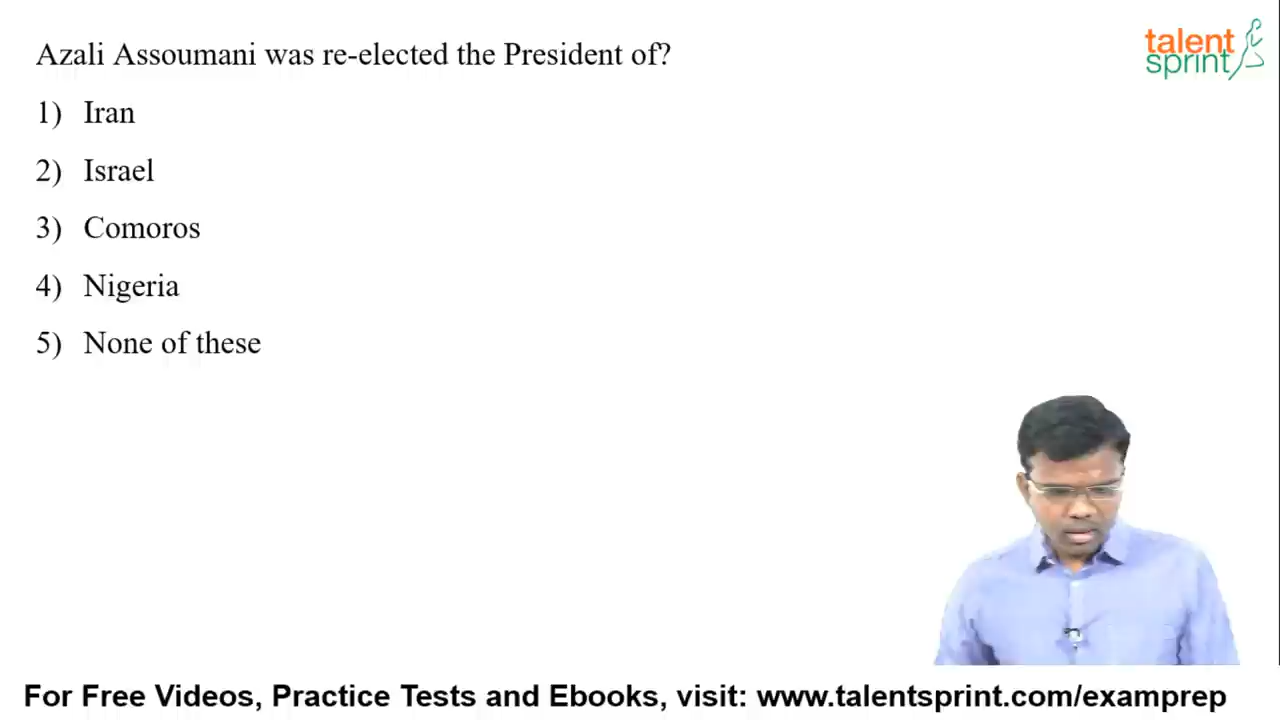 Azali Assoumani was re-elected the President of?
talent
sprint
1) Iran
2) Israel
3) Comoros
4) Nigeria
5) None of these
For Free Videos, Practice Tests and Ebooks, visit: www.talentsprint.com/examprep